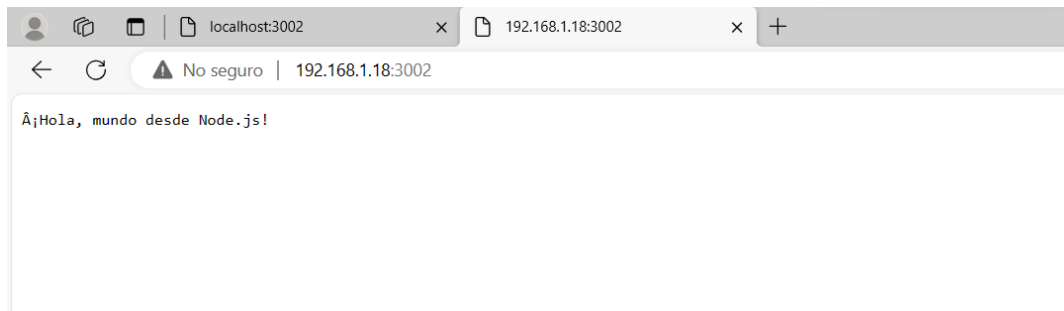 localhost:3002
192.168.1.18:3002
No seguro | 192.168.1.18:3002
Â¡Hola, mundo desde Node.js!